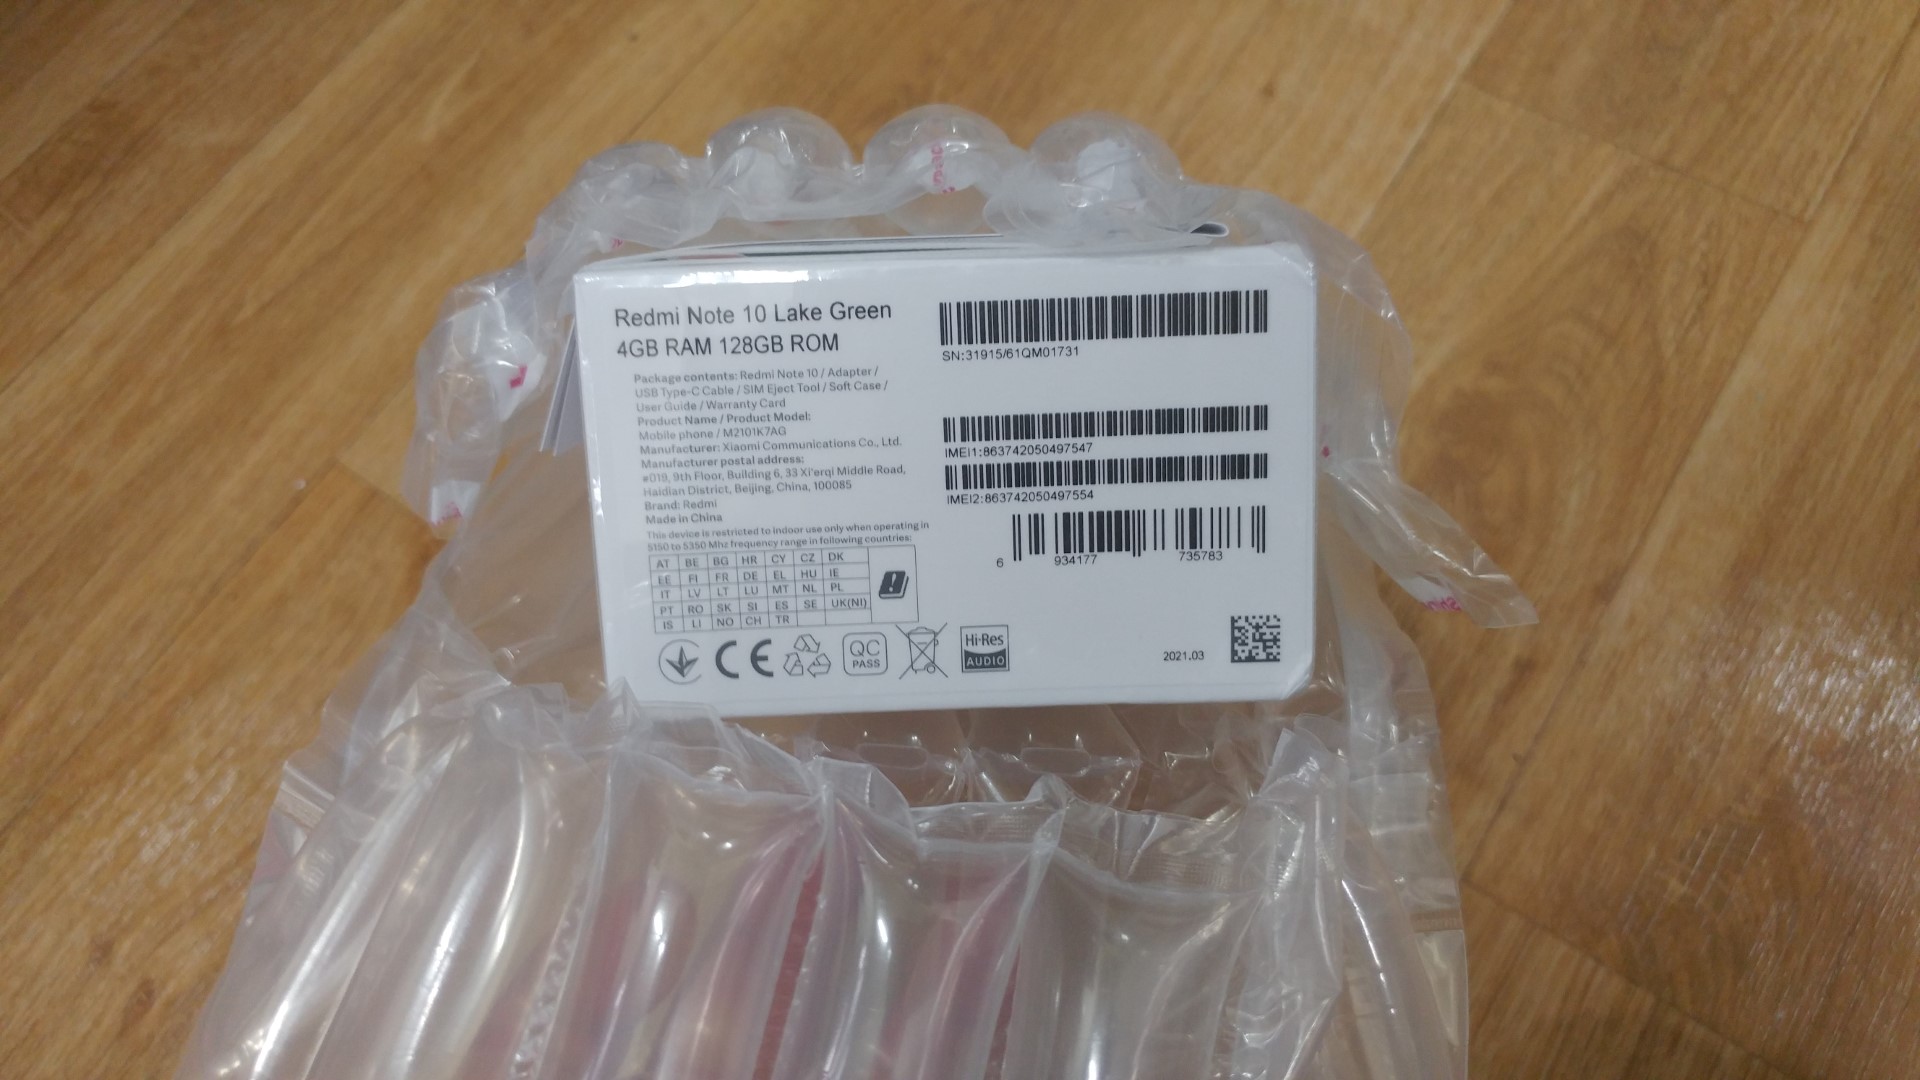 Redmi Note 10 Lake Green
4GB RAM 128GB ROM
Package contents: Redmi Note 10 / Adapter /
USB Type-C Cable / SIM Eject Tool / Soft Case /
User Guide / Warranty Card
Product Name / Product Model:
Mobile phone / M2101K7AG
Manufacturer: Xiaomi Communications Co., Ltd.
Manufacturer postal address:
#019, 9th Floor, Building 6, 33 Xi'erqi Middle Road,
Haidian District, Beijing, China, 100085
Brand: Redmi
Made in China
This device is restricted to indoor use only when operating in
5150 to 5350 Mhz frequency range in following countries:
AT BE BG HR CY CZ DK
EE FI FR DE EL HU IE
IT LV LT LU MT NL PL
PT RO SK SI ES SE UK(NI)
IS LI NO CH TR
CE
QC
PASS
Hi-Res
AUDIO
SN:31915/61QM01731
IMEI1:863742050497547
IMEI2:863742050497554
6 934177 735783
2021.03